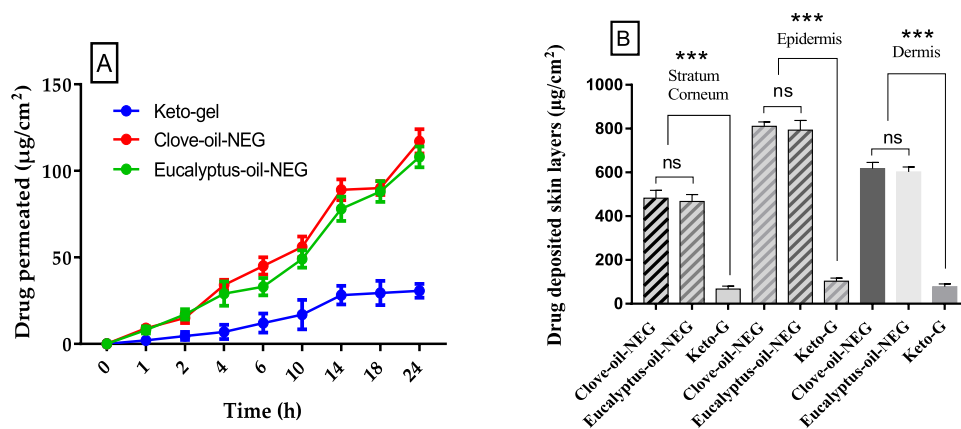 A
Drug permeated (µg/cm²)
150
100
50
0
Keto-gel
Clove-oil-NEG
Eucalyptus-oil-NEG
0 1 2 4 6 10 14 18 24
Time (h)
B
Drug deposited skin layers (µg/cm²)
1000
800
600
400
200
0
***
Stratum
Corneum
ns
***
Epidermis
ns
***
Dermis
ns
Clove-oil-NEG
Eucalyptus-oil-NEG
Keto-G
Clove-oil-NEG
Eucalyptus-oil-NEG
Keto-G
Clove-oil-NEG
Eucalyptus-oil-NEG
Keto-G